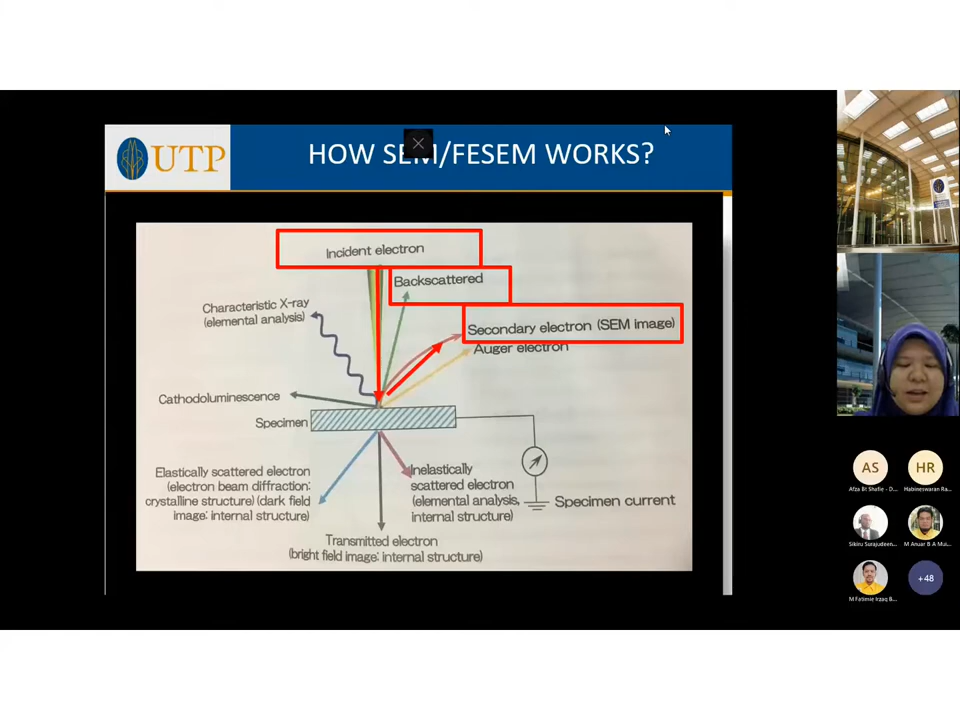 UTP
HOW SEM/FESEM WORKS?
Incident electron
Backscattered
Characteristic X-ray
(elemental analysis)
Secondary electron (SEM image)
Auger electron
Cathodoluminescence
Specimen
Elastically scattered electron
(electron beam diffraction:
crystalline structure) (dark field
image: internal structure)
Inelastically
scattered electron
(elemental analysis,
internal structure)
Specimen current
Transmitted electron
(bright field image: internal structure)
AS
HR
Afza Bt Shafie - D...
Habineswaran Ra...
Sikiru Surajudeen...
M Anuar B A Mui...
+48
M Fatimie Irzaq B...